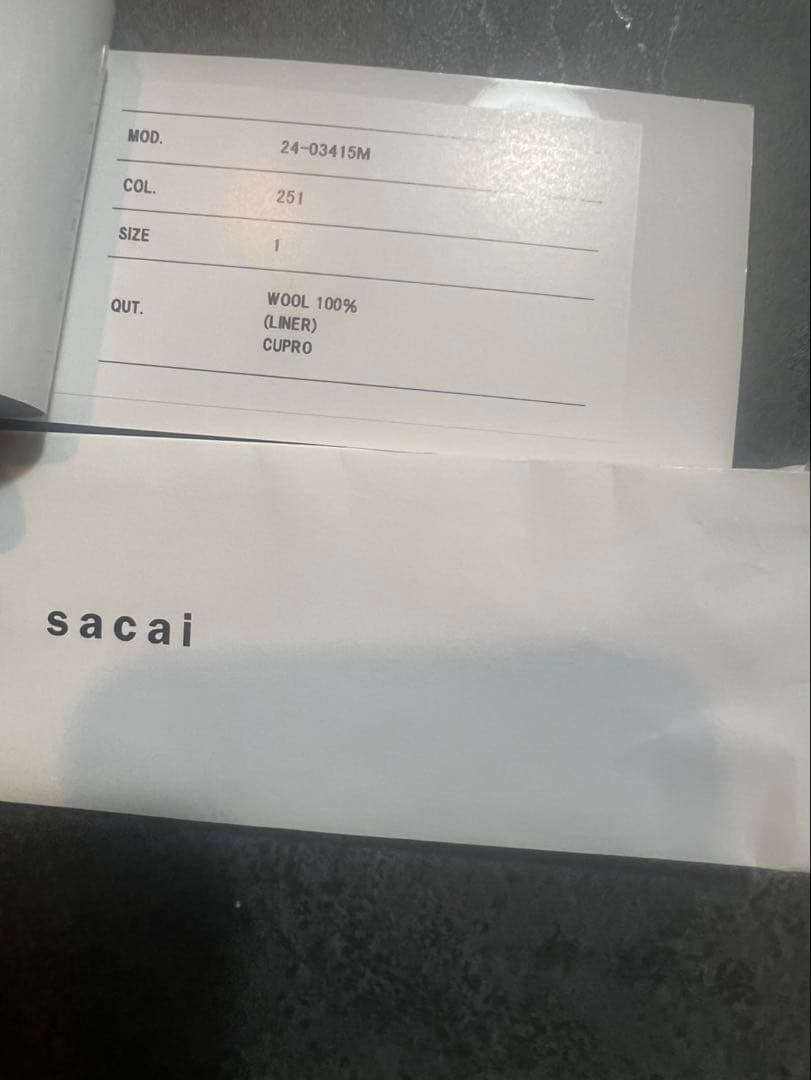 MOD. 24-03415M
COL. 251
SIZE 1
QUT. WOOL 100%
(LINER)
CUPRO
sacai